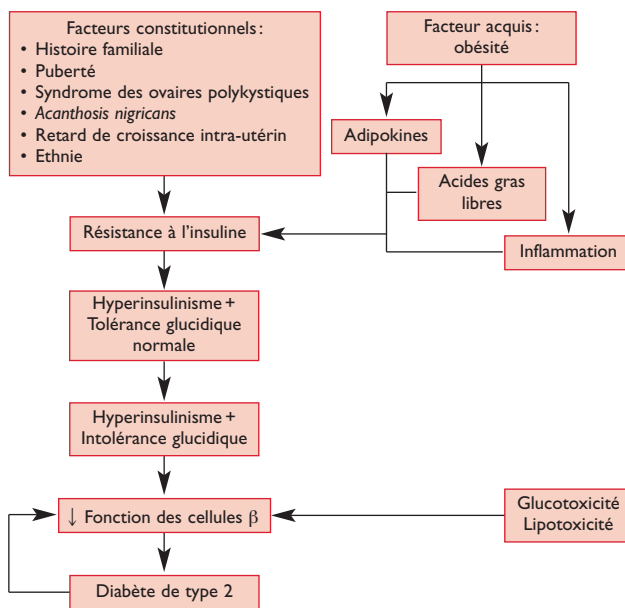 Facteurs constitutionnels :
• Histoire familiale
• Puberté
• Syndrome des ovaires polykystiques
• Acanthosis nigricans
• Retard de croissance intra-utérin
• Ethnie
Facteur acquis :
obésité
Adipokines
Acides gras
libres
Inflammation
Résistance à l'insuline
Hyperinsulinisme +
Tolérance glucidique
normale
Hyperinsulinisme +
Intolérance glucidique
↓ Fonction des cellules β
Glucotoxicité
Lipotoxicité
Diabète de type 2